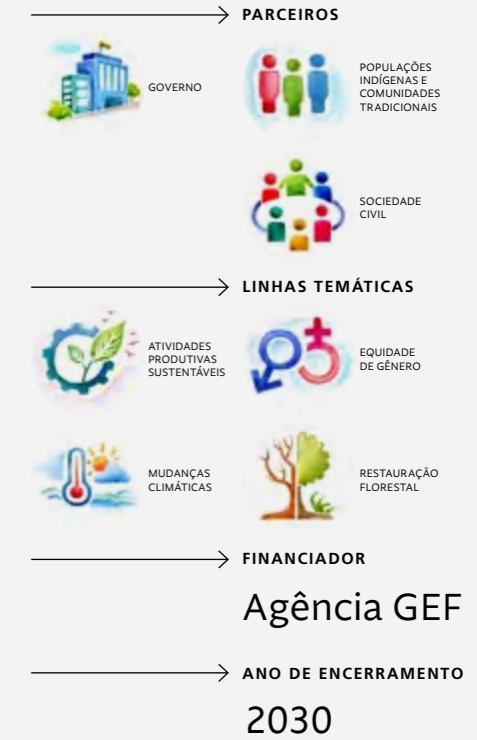 PARCEIROS
GOVERNO
POPULAÇÕES
INDÍGENAS E
COMUNIDADES
TRADICIONAIS
SOCIEDADE
CIVIL
LINHAS TEMÁTICAS
ATIVIDADES
PRODUTIVAS
SUSTENTÁVEIS
EQUIDADE
DE GÊNERO
MUDANÇAS
CLIMÁTICAS
RESTAURAÇÃO
FLORESTAL
FINANCIADOR
Agência GEF
ANO DE ENCERRAMENTO
2030